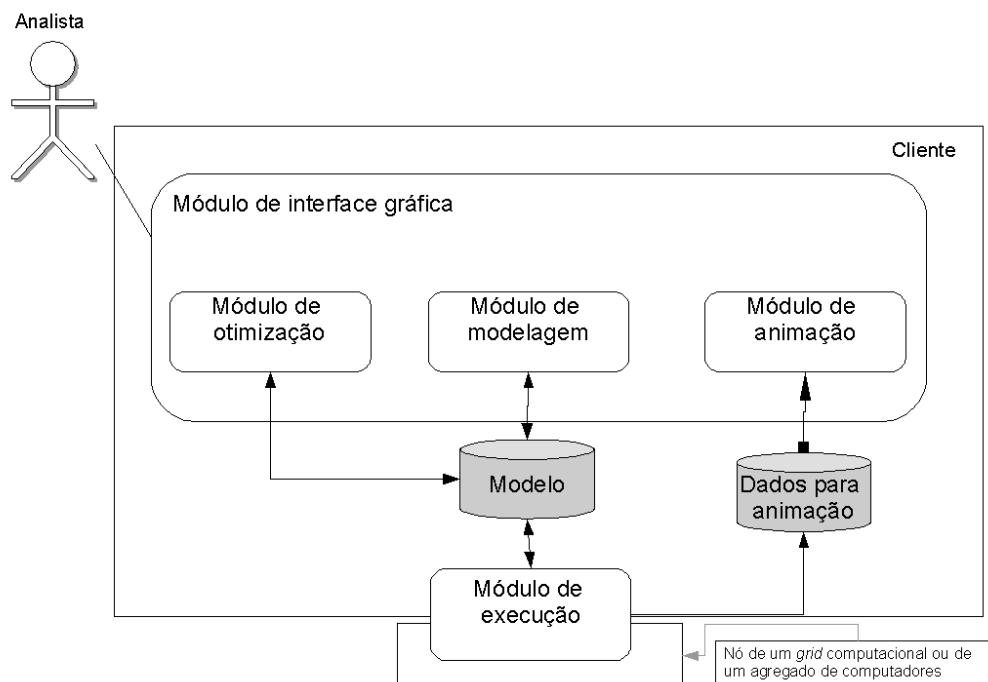 Analista
Cliente
Módulo de interface gráfica
Módulo de
otimização
Módulo de
modelagem
Módulo de
animação
Modelo
Dados para
animação
Módulo de
execução
Nó de um grid computacional ou de
um agregado de computadores